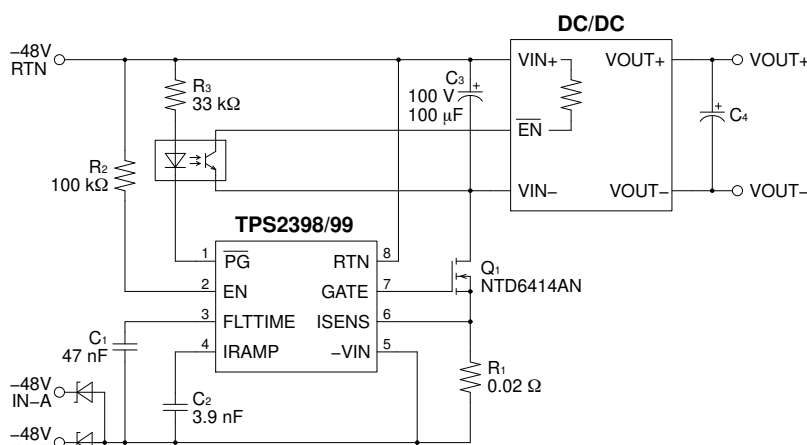 DC/DC
−48V
RTN
R3
33 kΩ
C3
100 V
100 µF
+
VIN+
VOUT+
VOUT+
EN
+
C4
R2
100 kΩ
VIN−
VOUT−
VOUT−
TPS2398/99
1
PG
RTN
8
2
EN
GATE
7
Q1
NTD6414AN
3
FLTTIME
ISENS
6
4
IRAMP
−VIN
5
C1
47 nF
R1
0.02 Ω
−48V
IN−A
C2
3.9 nF
−48V